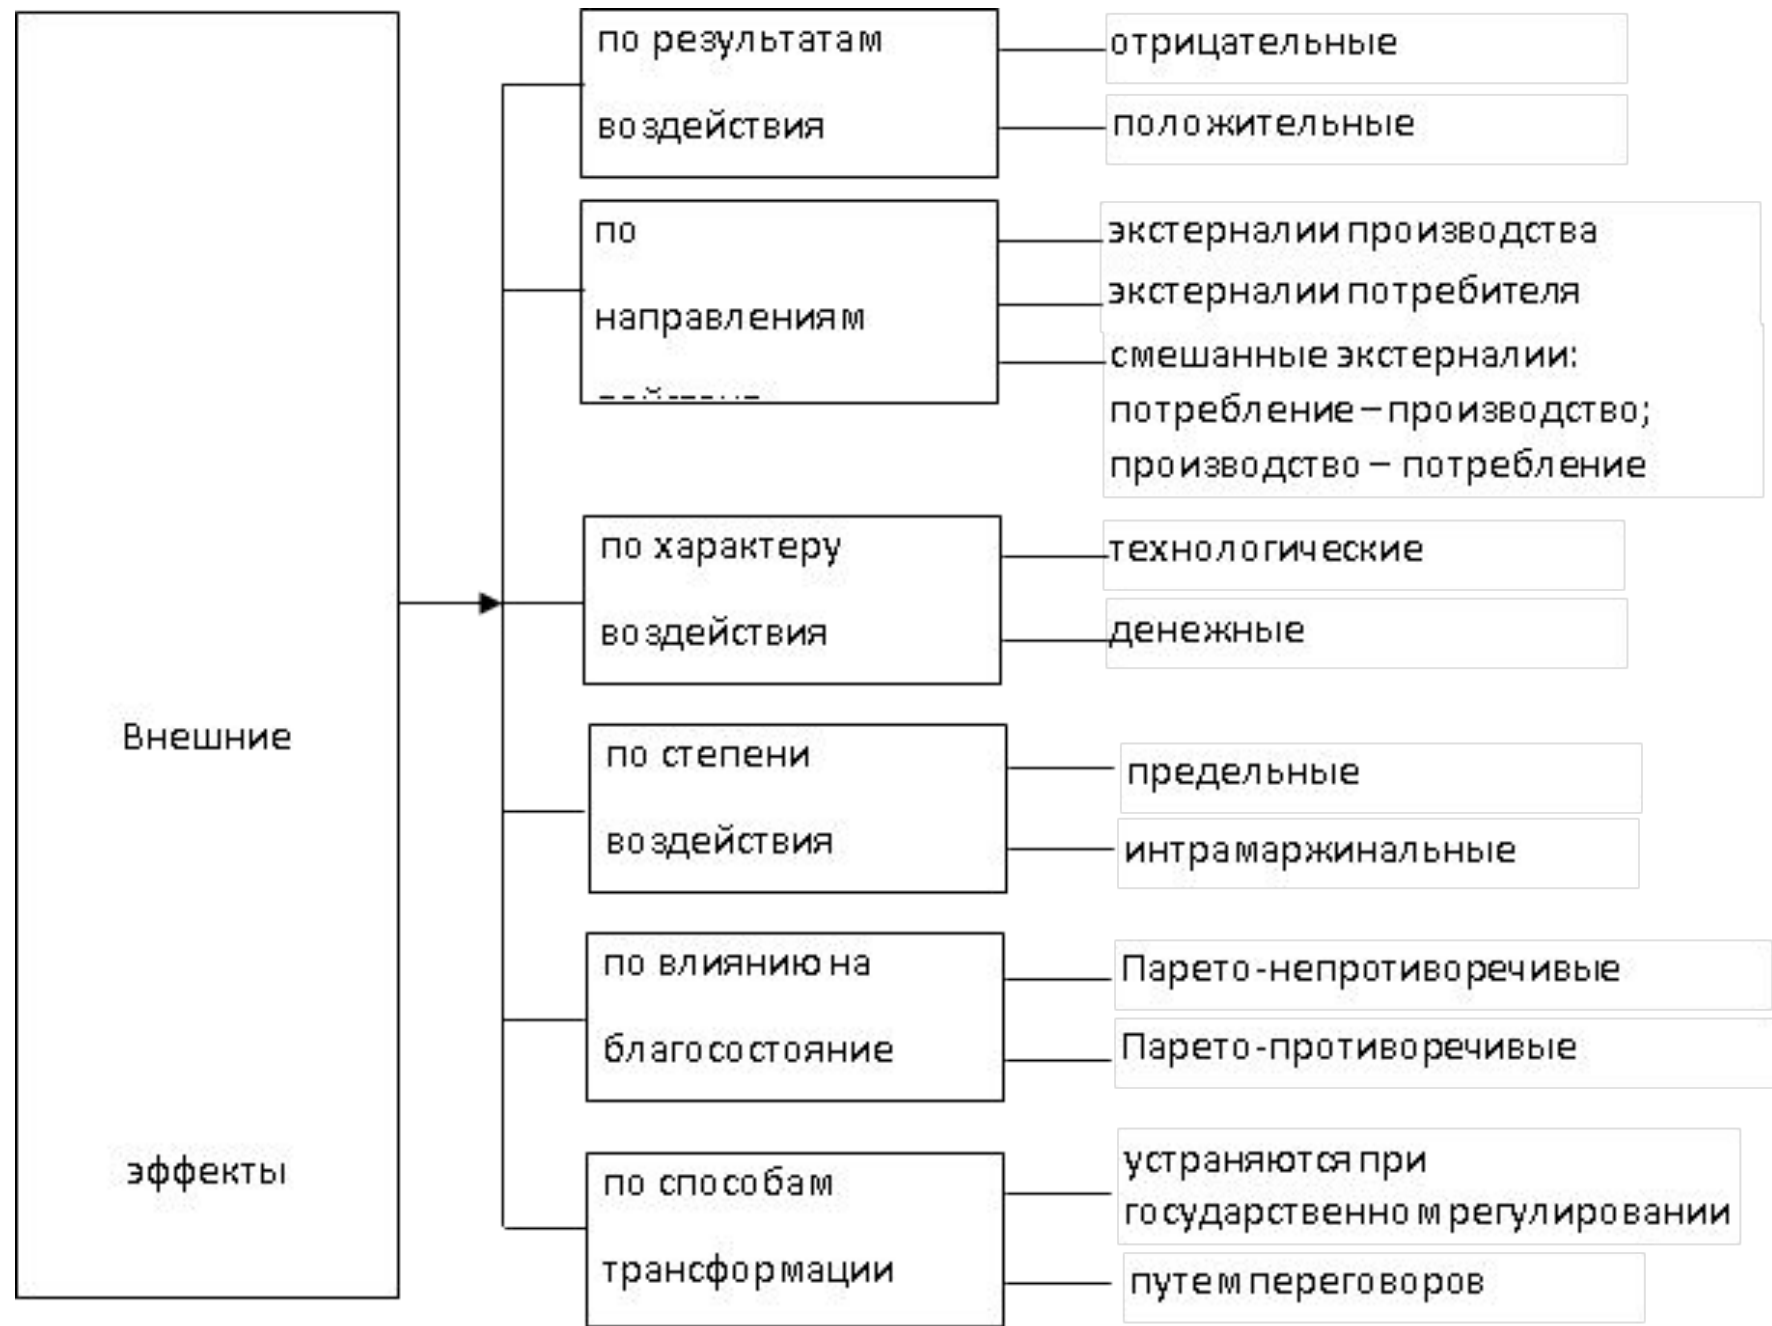 Внешние
эффекты
по результатам
воздействия
отрицательные
положительные
по
направлениям
экстерналии производства
экстерналии потребителя
смешанные экстерналии:
потребление – производство;
производство – потребление
по характеру
воздействия
технологические
денежные
по степени
воздействия
предельные
интрамаржинальные
по влиянию на
благосостояние
Парето-непротиворечивые
Парето-противоречивые
по способам
трансформации
устраняются при
государственном регулировании
путем переговоров